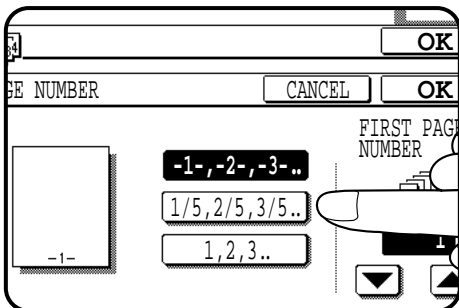 OK
GE NUMBER CANCEL OK
FIRST PAGE
NUMBER
-1-,-2-,-3-..
1/5,2/5,3/5..
1,2,3..
-1-
1